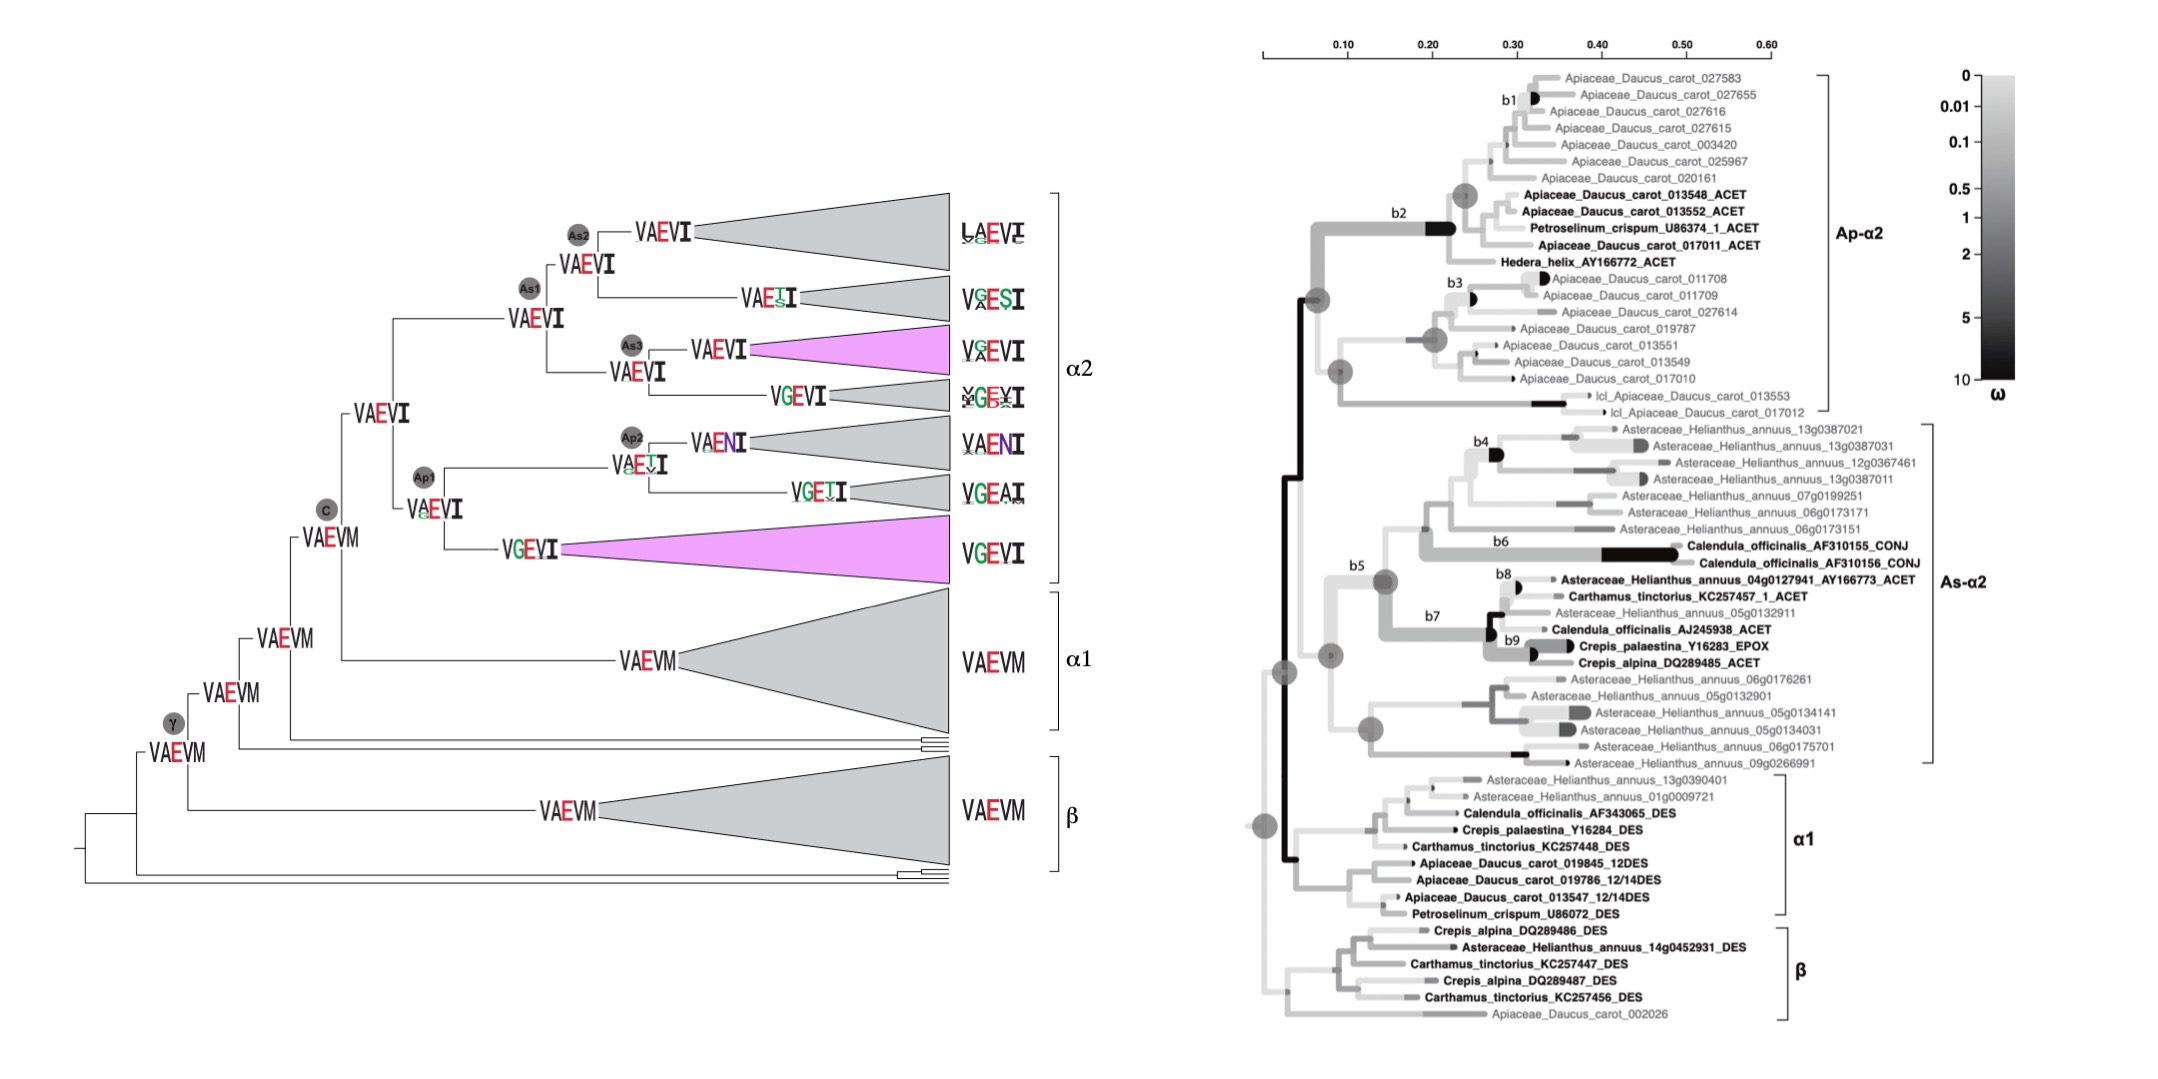 As2
VAEVI
LAEVI
VAEVI
As1
VAETI
VGESI
VAEVI
As3
VAEVI
VGEVI
VAEVI
α2
VGEVI
VAEVI
Ap2
VAENI
VAENI
VAETI
Ap1
VGETI
VGEAI
VAEVI
C
VAEVM
VGEVI
VGEVI
VAEVM
VAEVM
VAEVM
α1
VAEVM
γ
VAEVM
VAEVM
VAEVM
β
0.10 0.20 0.30 0.40 0.50 0.60
Apiaceae_Daucus_carot_027583
b1
Apiaceae_Daucus_carot_027655
Apiaceae_Daucus_carot_027616
Apiaceae_Daucus_carot_027615
Apiaceae_Daucus_carot_003420
Apiaceae_Daucus_carot_025967
Apiaceae_Daucus_carot_020161
Apiaceae_Daucus_carot_013548_ACET
b2
Apiaceae_Daucus_carot_013552_ACET
Petroselinum_crispum_U86374_1_ACET
Ap-α2
Apiaceae_Daucus_carot_017011_ACET
Hedera_helix_AY166772_ACET
b3
Apiaceae_Daucus_carot_011708
Apiaceae_Daucus_carot_011709
Apiaceae_Daucus_carot_027614
Apiaceae_Daucus_carot_019787
Apiaceae_Daucus_carot_013551
Apiaceae_Daucus_carot_013549
Apiaceae_Daucus_carot_017010
lcl_Apiaceae_Daucus_carot_013553
lcl_Apiaceae_Daucus_carot_017012
Asteraceae_Helianthus_annuus_13g0387021
b4
Asteraceae_Helianthus_annuus_13g0387031
Asteraceae_Helianthus_annuus_12g0367461
Asteraceae_Helianthus_annuus_13g0387011
Asteraceae_Helianthus_annuus_07g0199251
Asteraceae_Helianthus_annuus_06g0173171
Asteraceae_Helianthus_annuus_06g0173151
b6
Calendula_officinalis_AF310155_CONJ
Calendula_officinalis_AF310156_CONJ
b5
b8
Asteraceae_Helianthus_annuus_04g0127941_AY166773_ACET
As-α2
Carthamus_tinctorius_KC257457_1_ACET
b7
Asteraceae_Helianthus_annuus_05g0132911
Calendula_officinalis_AJ245938_ACET
b9
Crepis_palaestina_Y16283_EPOX
Crepis_alpina_DQ289485_ACET
Asteraceae_Helianthus_annuus_06g0176261
Asteraceae_Helianthus_annuus_05g0132901
Asteraceae_Helianthus_annuus_05g0134141
Asteraceae_Helianthus_annuus_05g0134031
Asteraceae_Helianthus_annuus_06g0175701
Asteraceae_Helianthus_annuus_09g0266991
Asteraceae_Helianthus_annuus_13g0390401
Asteraceae_Helianthus_annuus_01g0009721
Calendula_officinalis_AF343065_DES
Crepis_palaestina_Y16284_DES
α1
Carthamus_tinctorius_KC257448_DES
Apiaceae_Daucus_carot_019845_12DES
Apiaceae_Daucus_carot_019786_12/14DES
Apiaceae_Daucus_carot_013547_12/14DES
Petroselinum_crispum_U86072_DES
Crepis_alpina_DQ289486_DES
Asteraceae_Helianthus_annuus_14g0452931_DES
Carthamus_tinctorius_KC257447_DES
β
Crepis_alpina_DQ289487_DES
Carthamus_tinctorius_KC257456_DES
Apiaceae_Daucus_carot_002026
0
0.01
0.1
0.5
1
2
5
10
ω